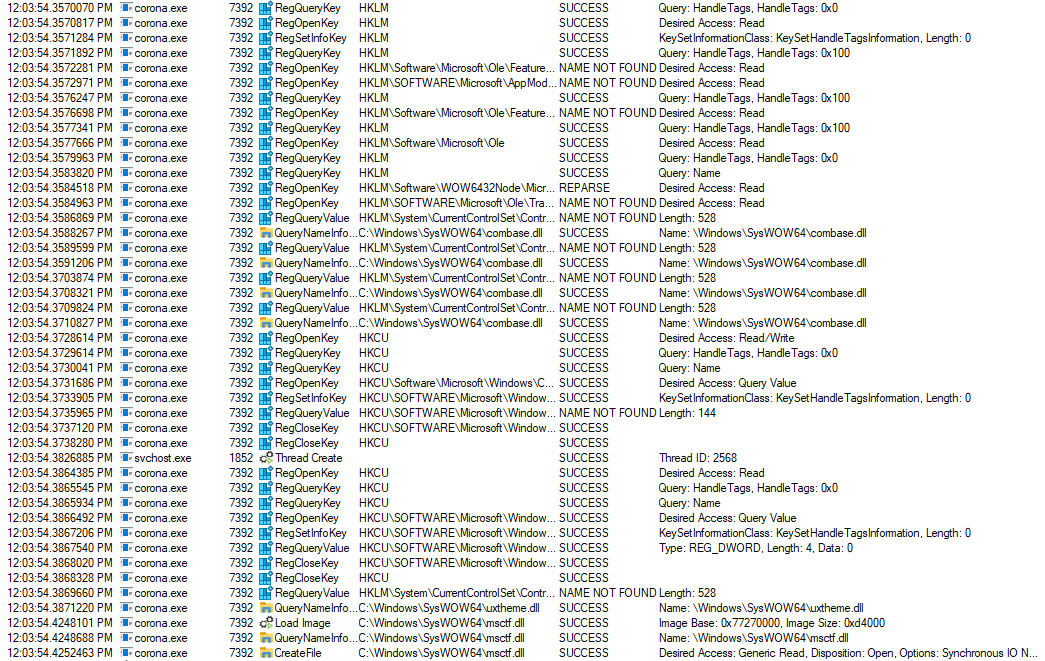 12:03:54.3570070 PM corona.exe 7392 RegQueryKey HKLM SUCCESS Query: HandleTags, HandleTags: 0x0
12:03:54.3570817 PM corona.exe 7392 RegOpenKey HKLM SUCCESS Desired Access: Read
12:03:54.3571284 PM corona.exe 7392 RegSetInfoKey HKLM SUCCESS KeySetInformationClass: KeySetHandleTagsInformation, Length: 0
12:03:54.3571892 PM corona.exe 7392 RegQueryKey HKLM SUCCESS Query: HandleTags, HandleTags: 0x100
12:03:54.3572281 PM corona.exe 7392 RegOpenKey HKLM\Software\Microsoft\Ole\Feature... NAME NOT FOUND Desired Access: Read
12:03:54.3572971 PM corona.exe 7392 RegOpenKey HKLM\SOFTWARE\Microsoft\AppMod... NAME NOT FOUND Desired Access: Read
12:03:54.3576247 PM corona.exe 7392 RegQueryKey HKLM SUCCESS Query: HandleTags, HandleTags: 0x100
12:03:54.3576698 PM corona.exe 7392 RegOpenKey HKLM\Software\Microsoft\Ole\Feature... NAME NOT FOUND Desired Access: Read
12:03:54.3577341 PM corona.exe 7392 RegQueryKey HKLM SUCCESS Query: HandleTags, HandleTags: 0x100
12:03:54.3577666 PM corona.exe 7392 RegOpenKey HKLM\Software\Microsoft\Ole SUCCESS Desired Access: Read
12:03:54.3579963 PM corona.exe 7392 RegQueryKey HKLM SUCCESS Query: HandleTags, HandleTags: 0x0
12:03:54.3583820 PM corona.exe 7392 RegQueryKey HKLM SUCCESS Query: Name
12:03:54.3584518 PM corona.exe 7392 RegOpenKey HKLM\Software\WOW6432Node\Micr... REPARSE Desired Access: Read
12:03:54.3584963 PM corona.exe 7392 RegOpenKey HKLM\SOFTWARE\Microsoft\Ole\Tra... NAME NOT FOUND Desired Access: Read
12:03:54.3586869 PM corona.exe 7392 RegQueryValue HKLM\System\CurrentControlSet\Contr... NAME NOT FOUND Length: 528
12:03:54.3588267 PM corona.exe 7392 QueryNameInfo... C:\Windows\SysWOW64\combase.dll SUCCESS Name: \Windows\SysWOW64\combase.dll
12:03:54.3589599 PM corona.exe 7392 RegQueryValue HKLM\System\CurrentControlSet\Contr... NAME NOT FOUND Length: 528
12:03:54.3591206 PM corona.exe 7392 QueryNameInfo... C:\Windows\SysWOW64\combase.dll SUCCESS Name: \Windows\SysWOW64\combase.dll
12:03:54.3703874 PM corona.exe 7392 RegQueryValue HKLM\System\CurrentControlSet\Contr... NAME NOT FOUND Length: 528
12:03:54.3708321 PM corona.exe 7392 QueryNameInfo... C:\Windows\SysWOW64\combase.dll SUCCESS Name: \Windows\SysWOW64\combase.dll
12:03:54.3709824 PM corona.exe 7392 RegQueryValue HKLM\System\CurrentControlSet\Contr... NAME NOT FOUND Length: 528
12:03:54.3710827 PM corona.exe 7392 QueryNameInfo... C:\Windows\SysWOW64\combase.dll SUCCESS Name: \Windows\SysWOW64\combase.dll
12:03:54.3728614 PM corona.exe 7392 RegOpenKey HKCU SUCCESS Desired Access: Read/Write
12:03:54.3729614 PM corona.exe 7392 RegQueryKey HKCU SUCCESS Query: HandleTags, HandleTags: 0x0
12:03:54.3730041 PM corona.exe 7392 RegQueryKey HKCU SUCCESS Query: Name
12:03:54.3731686 PM corona.exe 7392 RegOpenKey HKCU\Software\Microsoft\Windows\C... SUCCESS Desired Access: Query Value
12:03:54.3733905 PM corona.exe 7392 RegSetInfoKey HKCU\SOFTWARE\Microsoft\Window... SUCCESS KeySetInformationClass: KeySetHandleTagsInformation, Length: 0
12:03:54.3735965 PM corona.exe 7392 RegQueryValue HKCU\SOFTWARE\Microsoft\Window... NAME NOT FOUND Length: 144
12:03:54.3737120 PM corona.exe 7392 RegCloseKey HKCU\SOFTWARE\Microsoft\Window... SUCCESS
12:03:54.3738280 PM corona.exe 7392 RegCloseKey HKCU SUCCESS
12:03:54.3826885 PM svchost.exe 1852 Thread Create SUCCESS Thread ID: 2568
12:03:54.3864385 PM corona.exe 7392 RegOpenKey HKCU SUCCESS Desired Access: Read
12:03:54.3865545 PM corona.exe 7392 RegQueryKey HKCU SUCCESS Query: HandleTags, HandleTags: 0x0
12:03:54.3865934 PM corona.exe 7392 RegQueryKey HKCU SUCCESS Query: Name
12:03:54.3866492 PM corona.exe 7392 RegOpenKey HKCU\SOFTWARE\Microsoft\Window... SUCCESS Desired Access: Query Value
12:03:54.3867206 PM corona.exe 7392 RegSetInfoKey HKCU\SOFTWARE\Microsoft\Window... SUCCESS KeySetInformationClass: KeySetHandleTagsInformation, Length: 0
12:03:54.3867540 PM corona.exe 7392 RegQueryValue HKCU\SOFTWARE\Microsoft\Window... SUCCESS Type: REG_DWORD, Length: 4, Data: 0
12:03:54.3868020 PM corona.exe 7392 RegCloseKey HKCU\SOFTWARE\Microsoft\Window... SUCCESS
12:03:54.3868328 PM corona.exe 7392 RegCloseKey HKCU SUCCESS
12:03:54.3869660 PM corona.exe 7392 RegQueryValue HKLM\System\CurrentControlSet\Contr... NAME NOT FOUND Length: 528
12:03:54.3871220 PM corona.exe 7392 QueryNameInfo... C:\Windows\SysWOW64\uxtheme.dll SUCCESS Name: \Windows\SysWOW64\uxtheme.dll
12:03:54.4248101 PM corona.exe 7392 Load Image C:\Windows\SysWOW64\msctf.dll SUCCESS Image Base: 0x77270000, Image Size: 0xd4000
12:03:54.4248688 PM corona.exe 7392 QueryNameInfo... C:\Windows\SysWOW64\msctf.dll SUCCESS Name: \Windows\SysWOW64\msctf.dll
12:03:54.4252463 PM corona.exe 7392 CreateFile C:\Windows\SysWOW64\msctf.dll SUCCESS Desired Access: Generic Read, Disposition: Open, Options: Synchronous IO N...